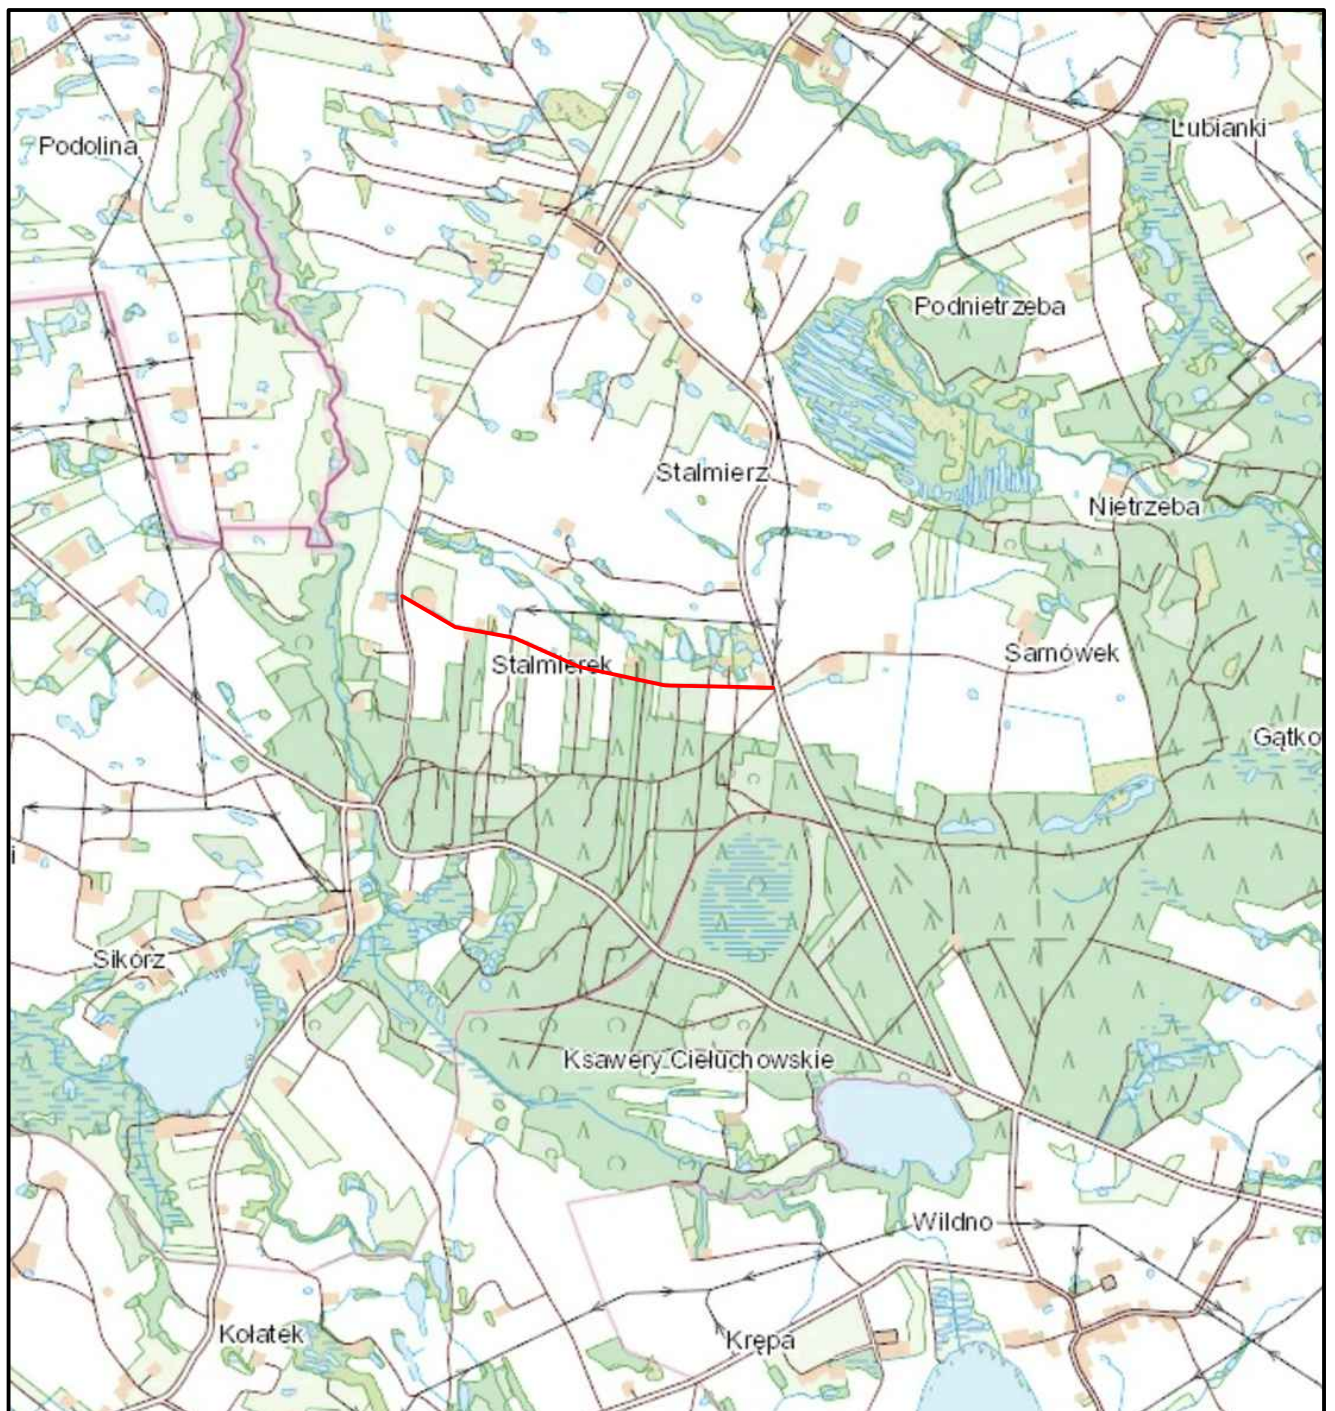 Łubianki
Podolina
Podnietrzeba
Stalmierz
Nietrzeba
Sarnówek
Stalmierek
Gątko
i
Sikórz
Ksawery Ciełuchowskie
Wildno
Kołatek
Krępa